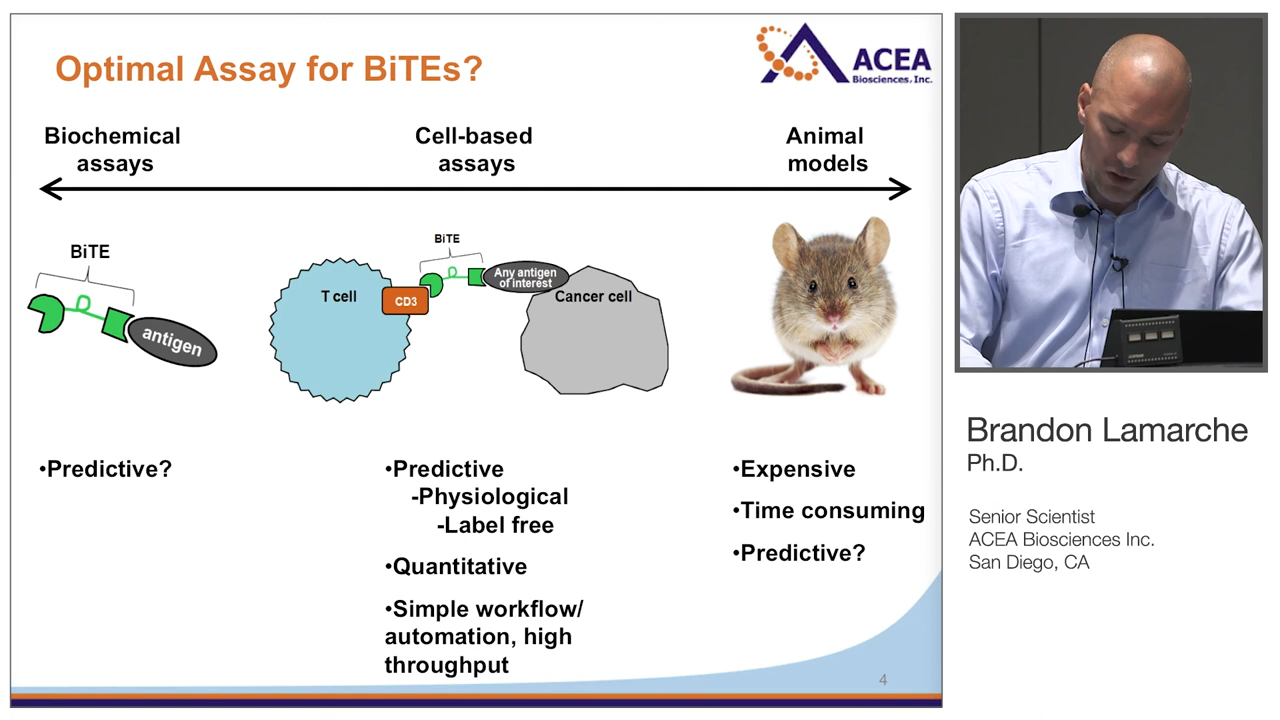 Optimal Assay for BiTEs?
ACEA
Biosciences, Inc.
Biochemical
assays
Cell-based
assays
Animal
models
BiTE
antigen
BiTE
T cell
CD3
Any antigen
of interest
Cancer cell
•Predictive?
•Predictive
-Physiological
-Label free
•Quantitative
•Simple workflow/
automation, high
throughput
•Expensive
•Time consuming
•Predictive?
4
Brandon Lamarche
Ph.D.
Senior Scientist
ACEA Biosciences Inc.
San Diego, CA